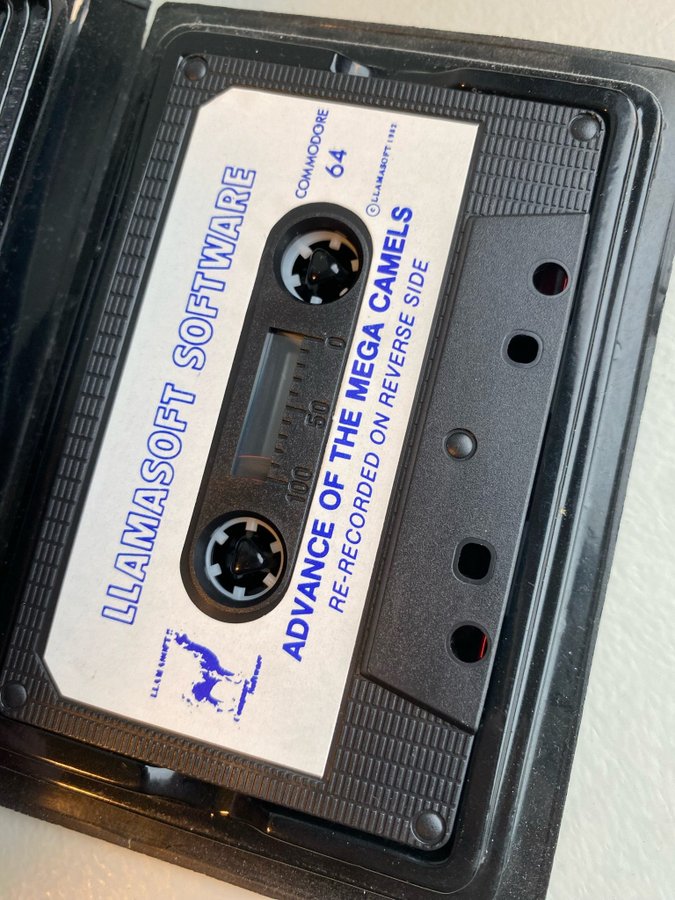 LLAMASOFT SOFTWARE
COMMODORE
64
© LLAMASOFT 1982
0
50
100
ADVANCE OF THE MEGA CAMELS
RE-RECORDED ON REVERSE SIDE
LLAMASOFT !!